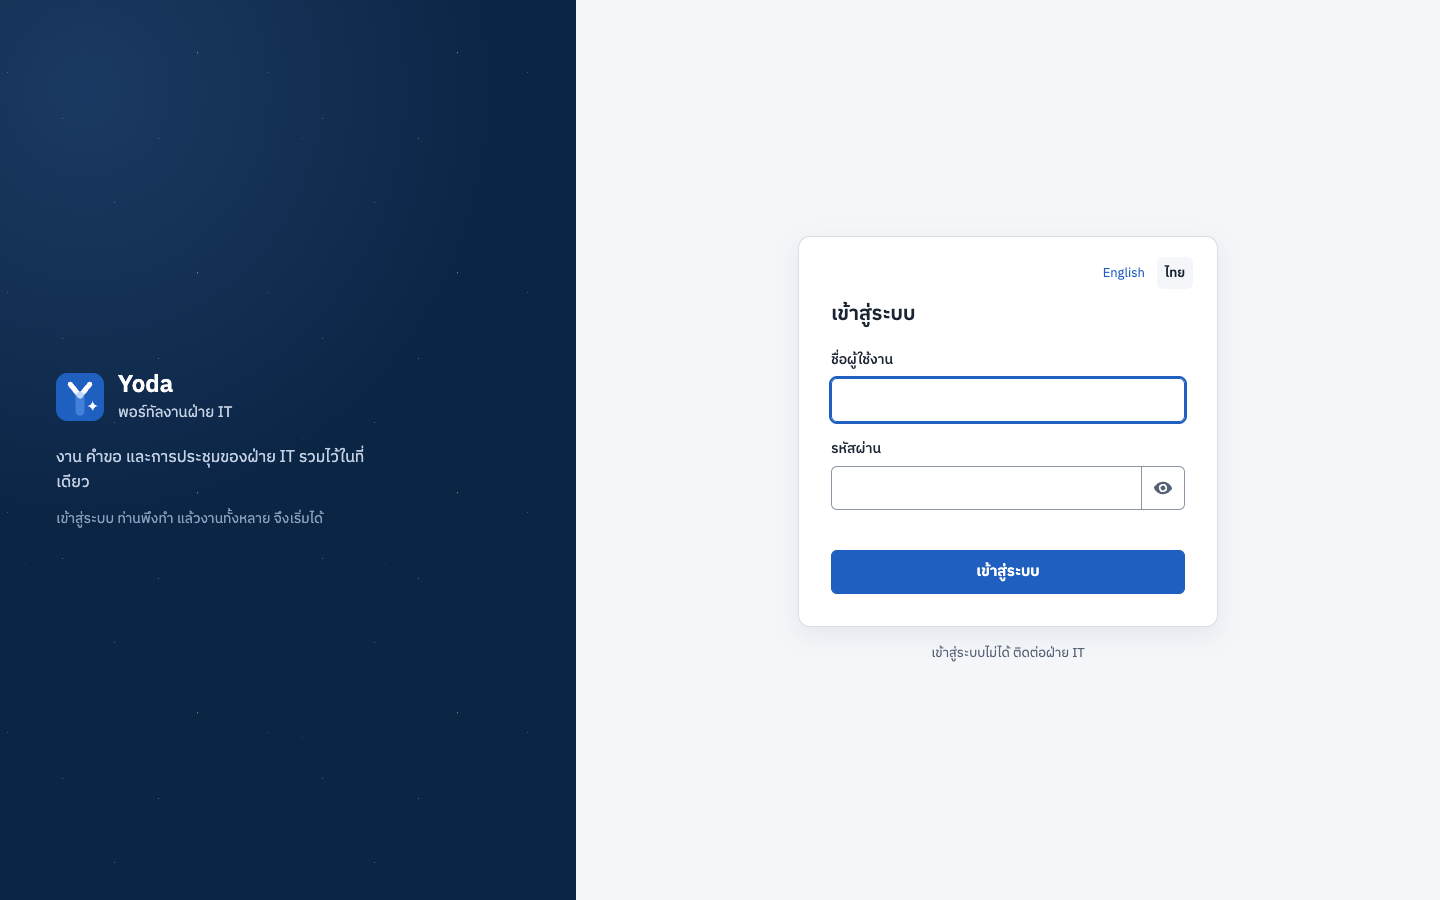 Yoda
พอร์ทัลงานฝ่าย IT
งาน คำขอ และการประชุมของฝ่าย IT รวมไว้ในที่
เดียว
เข้าสู่ระบบ ท่านพึงทำ แล้วงานทั้งหลาย จึงเริ่มได้
English ไทย
เข้าสู่ระบบ
ชื่อผู้ใช้งาน
รหัสผ่าน
เข้าสู่ระบบ
เข้าสู่ระบบไม่ได้ ติดต่อฝ่าย IT